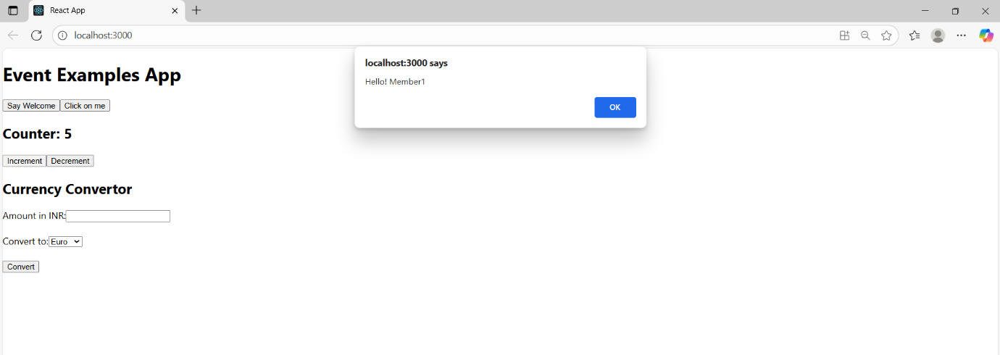 React App
localhost:3000
localhost:3000 says
Hello! Member1
OK
Event Examples App
Say Welcome Click on me
Counter: 5
Increment Decrement
Currency Convertor
Amount in INR:
Convert to: Euro
Convert